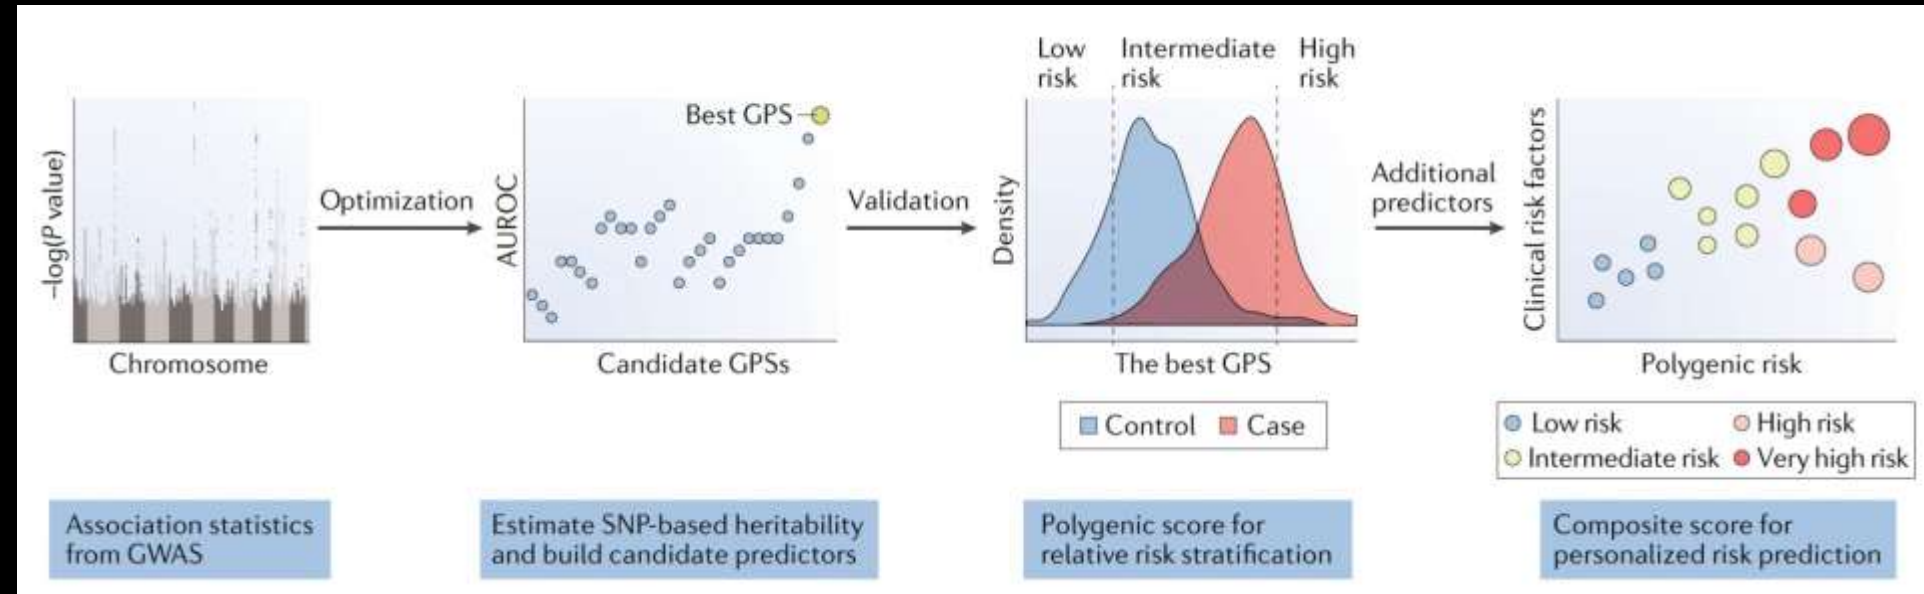 –log(P value)
Chromosome
Optimization
AUROC
Best GPS
Candidate GPSs
Validation
Low
risk
Intermediate
risk
High
risk
Density
The best GPS
Control
Case
Additional
predictors
Clinical risk factors
Polygenic risk
Low risk
High risk
Intermediate risk
Very high risk
Association statistics
from GWAS
Estimate SNP-based heritability
and build candidate predictors
Polygenic score for
relative risk stratification
Composite score for
personalized risk prediction